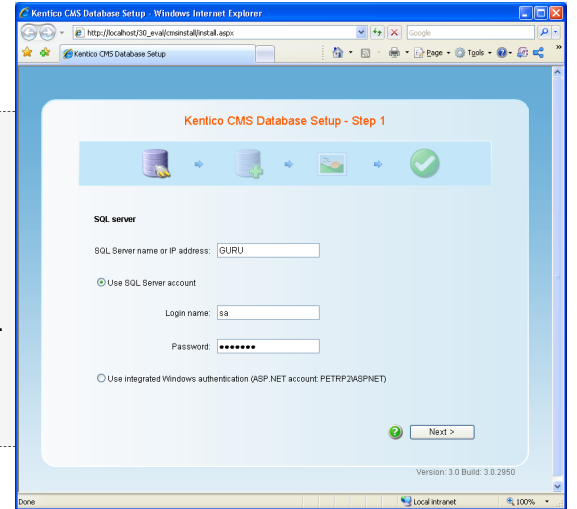 Kentico CMS Database Setup - Windows Internet Explorer
http://localhost/30_eval/cmsinstall/install.aspx
Google
Kentico CMS Database Setup
Page
Tools
»
Kentico CMS Database Setup - Step 1
SQL server
SQL Server name or IP address: GURU
Use SQL Server account
Login name: sa
Password: •••••••
Use integrated Windows authentication (ASP.NET account: PETRP2\ASPNET)
? Next >
Version: 3.0 Build: 3.0.2950
Done
Local intranet
100%